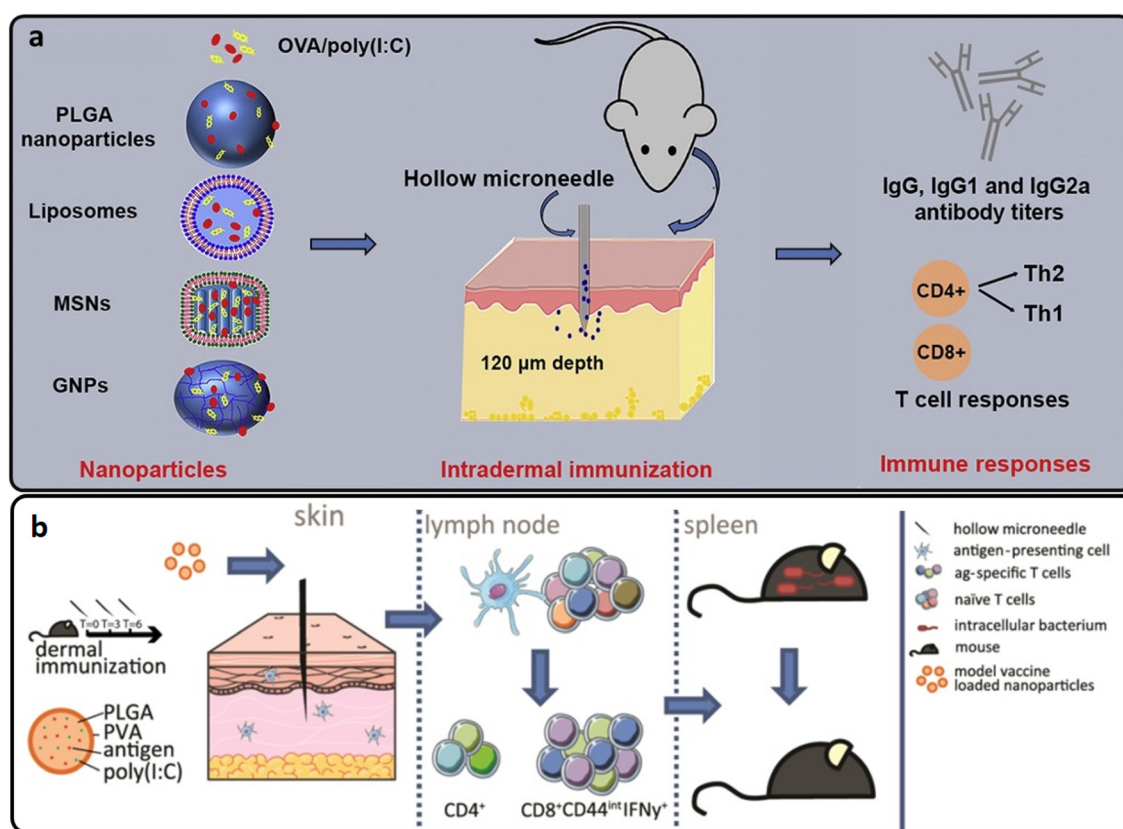 a
OVA/poly(I:C)
PLGA
nanoparticles
Liposomes
MSNs
GNPs
Nanoparticles
Hollow microneedle
120 µm depth
Intradermal immunization
IgG, IgG1 and IgG2a
antibody titers
CD4+
Th2
Th1
CD8+
T cell responses
Immune responses
b
T=0 T=3 T=6
dermal
immunization
PLGA
PVA
antigen
poly(I:C)
skin
lymph node
CD4⁺
CD8⁺CD44ⁱⁿᵗIFNγ⁺
spleen
hollow microneedle
antigen-presenting cell
ag-specific T cells
naïve T cells
intracellular bacterium
mouse
model vaccine
loaded nanoparticles